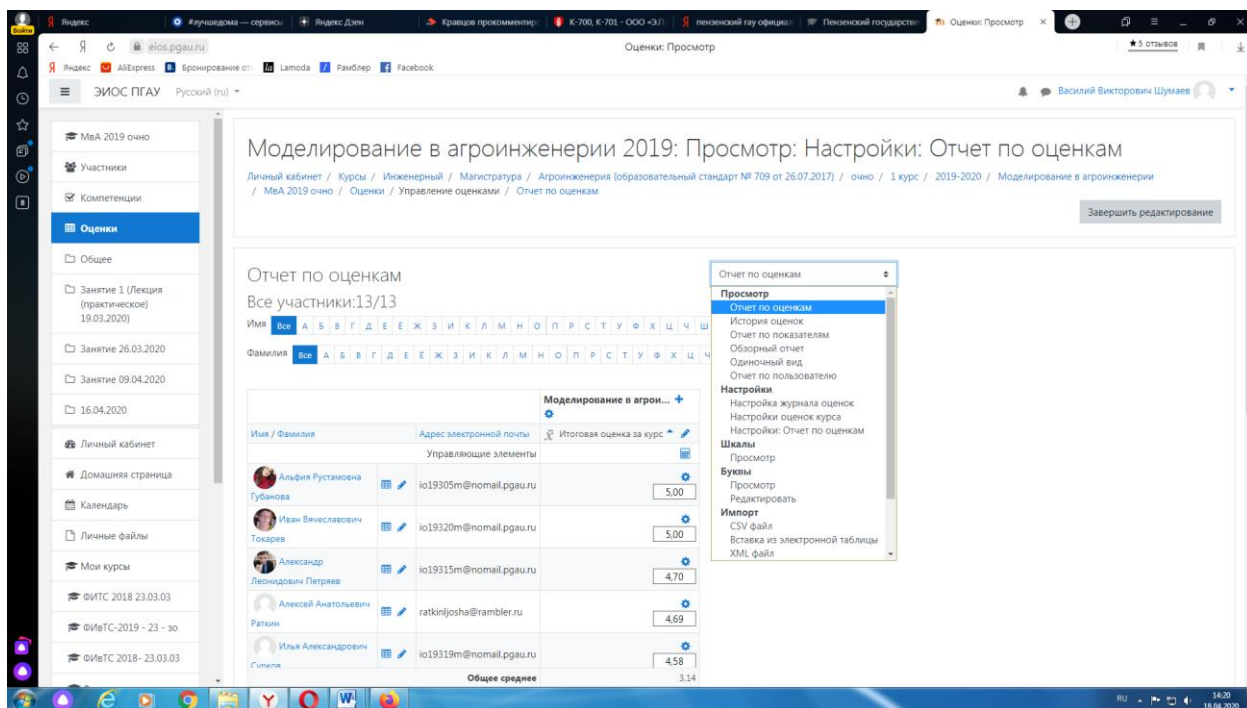 Войти
Яндекс
#лучшедома — сервисы
Яндекс Дзен
Кравцов прокомментир
К-700, К-701 - ООО «ЭЛ
пензенский гау официал
Пензенский государстве
Оценки: Просмотр
eios.pgau.ru
Оценки: Просмотр
★5 отзывов
Яндекс AliExpress Бронирование от Lamoda Рамблер Facebook
ЭИОС ПГАУ Русский (ru)
Василий Викторович Шумаев
МвА 2019 очно
Участники
Компетенции
Оценки
Общее
Занятие 1 (Лекция
(практическое)
19.03.2020)
Занятие 26.03.2020
Занятие 09.04.2020
16.04.2020
Личный кабинет
Домашняя страница
Календарь
Личные файлы
Мои курсы
ФИТС 2018 23.03.03
ФИвТС-2019 - 23 - зо
ФИвТС 2018- 23.03.03
Моделирование в агроинженерии 2019: Просмотр: Настройки: Отчет по оценкам
Личный кабинет / Курсы / Инженерный / Магистратура / Агроинженерия (образовательный стандарт № 709 от 26.07.2017) / очно / 1 курс / 2019-2020 / Моделирование в агроинженерии
/ МвА 2019 очно / Оценки / Управление оценками / Отчет по оценкам
Завершить редактирование
Отчет по оценкам
Все участники:13/13
Имя Все А Б В Г Д Е Ё Ж З И К Л М Н О П Р С Т У Ф Х Ц Ч Ш
Фамилия Все А Б В Г Д Е Ё Ж З И К Л М Н О П Р С Т У Ф Х Ц Ч
Моделирование в агрои...
Имя / Фамилия Адрес электронной почты Итоговая оценка за курс
Управляющие элементы
Альфия Рустамовна
Губанова
io19305m@nomail.pgau.ru
5,00
Иван Вячеславович
Токарев
io19320m@nomail.pgau.ru
5,00
Александр
Леонидович Петряев
io19315m@nomail.pgau.ru
4,70
Алексей Анатольевич
Раткин
ratkinljosha@rambler.ru
4,69
Илья Александрович
Сурков
io19319m@nomail.pgau.ru
4,58
Общее среднее 3.14
Отчет по оценкам
Просмотр
Отчет по оценкам
История оценок
Отчет по показателям
Обзорный отчет
Одиночный вид
Отчет по пользователю
Настройки
Настройка журнала оценок
Настройки оценок курса
Настройки: Отчет по оценкам
Шкалы
Просмотр
Буквы
Просмотр
Редактировать
Импорт
CSV файл
Вставка из электронной таблицы
XML файл
RU
14:20
18.04.2020